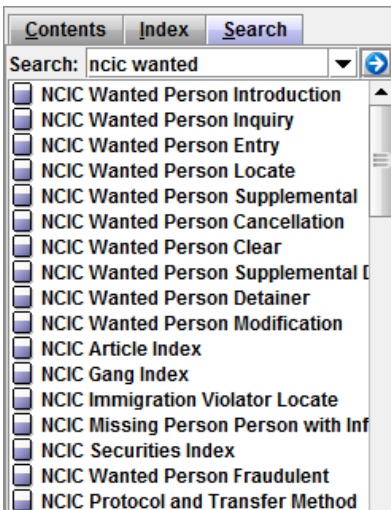 Contents Index Search
Search: ncic wanted
NCIC Wanted Person Introduction
NCIC Wanted Person Inquiry
NCIC Wanted Person Entry
NCIC Wanted Person Locate
NCIC Wanted Person Supplemental
NCIC Wanted Person Cancellation
NCIC Wanted Person Clear
NCIC Wanted Person Supplemental
NCIC Wanted Person Detainer
NCIC Wanted Person Modification
NCIC Article Index
NCIC Gang Index
NCIC Immigration Violator Locate
NCIC Missing Person Person with Inf
NCIC Securities Index
NCIC Wanted Person Fraudulent
NCIC Protocol and Transfer Method